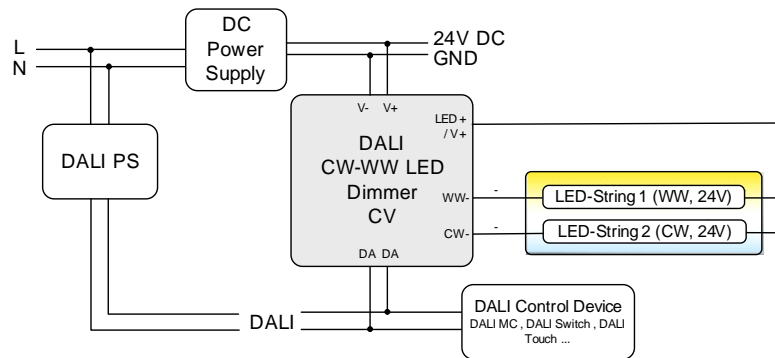 DC
Power
Supply
L
N
24V DC
GND
V- V+
LED+
/ V+
DALI
CW-WW LED
Dimmer
CV
DALI PS
WW-
-
LED-String 1 (WW, 24V)
CW-
-
LED-String 2 (CW, 24V)
DA DA
DALI
DALI Control Device
DALI MC , DALI Switch , DALI
Touch ...